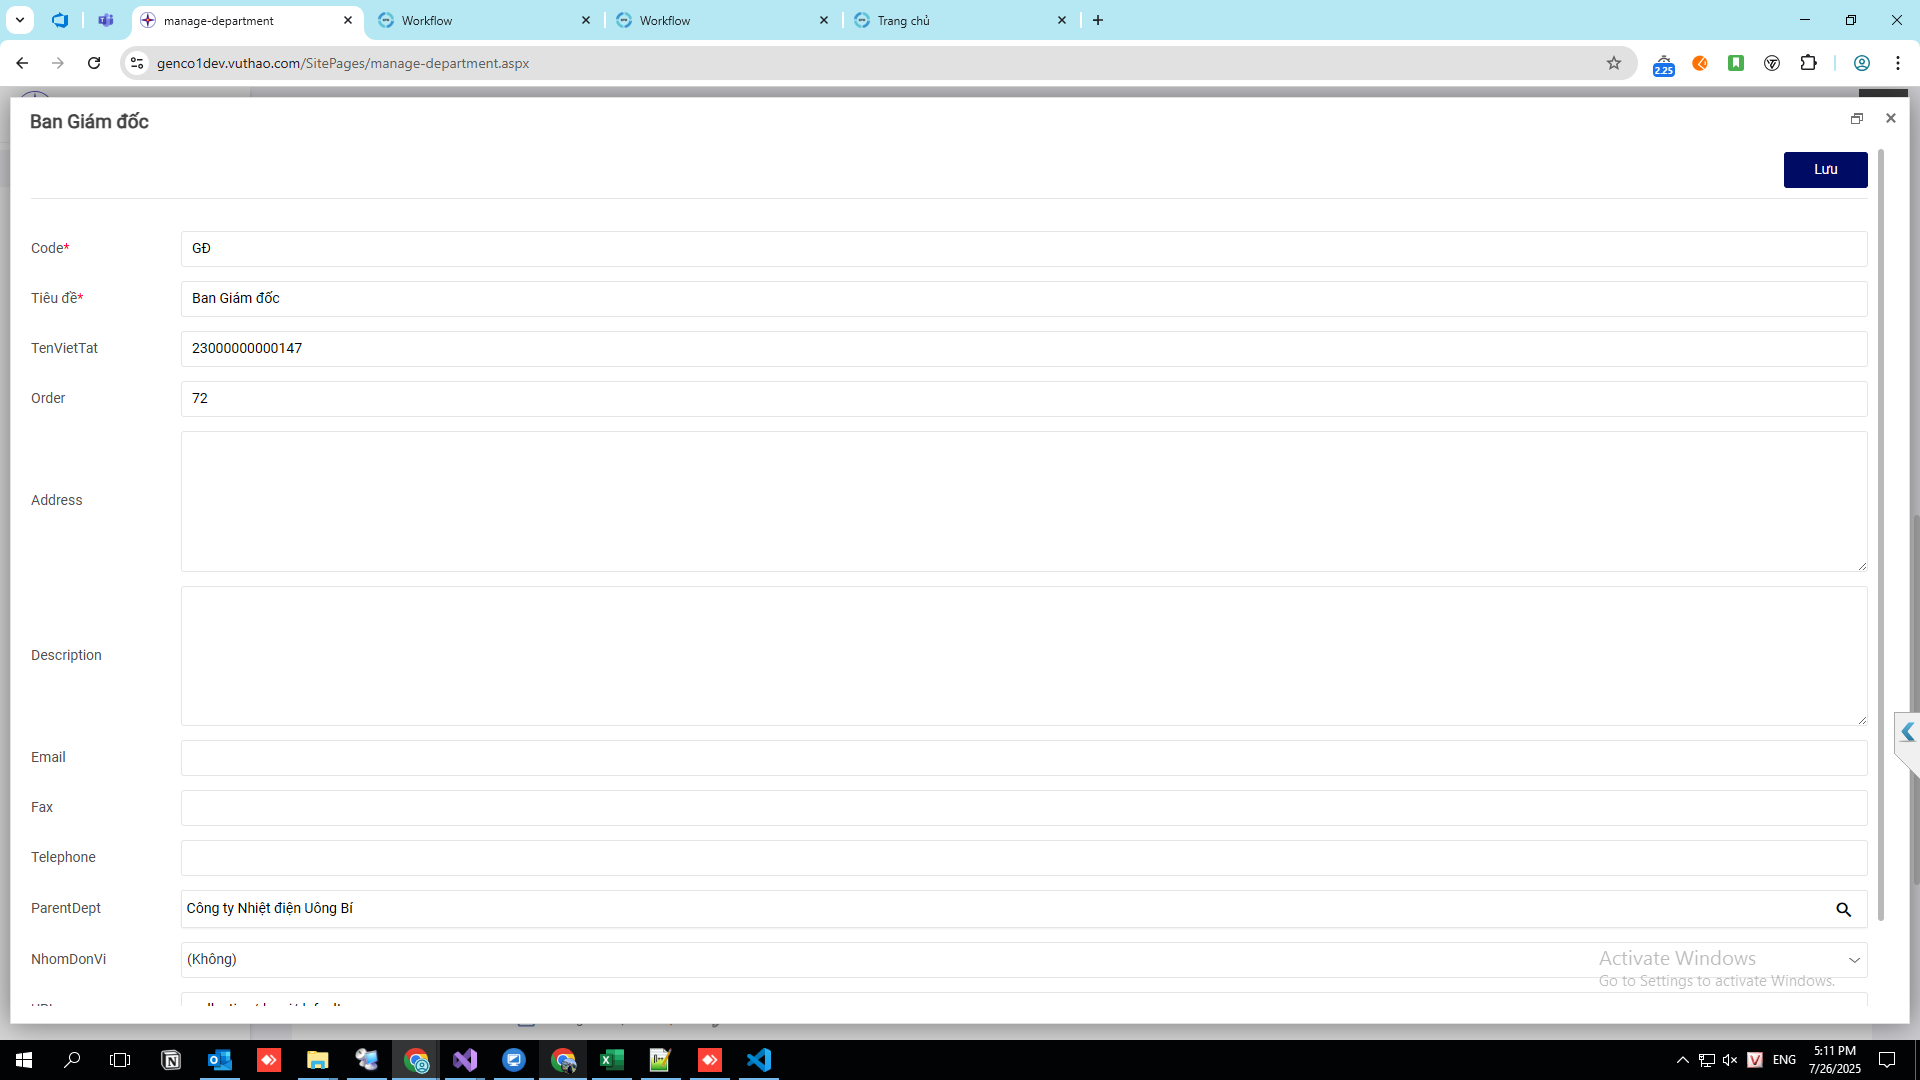 manage-department
Workflow
Workflow
Trang chủ
genco1dev.vuthao.com/SitePages/manage-department.aspx
2.25
Ban Giám đốc
Lưu
Code*
GĐ
Tiêu đề*
Ban Giám đốc
TenVietTat
23000000000147
Order
72
Address
Description
Email
Fax
Telephone
ParentDept
Công ty Nhiệt điện Uông Bí
NhomDonVi
(Không)
Activate Windows
Go to Settings to activate Windows.
ENG
5:11 PM
7/26/2025